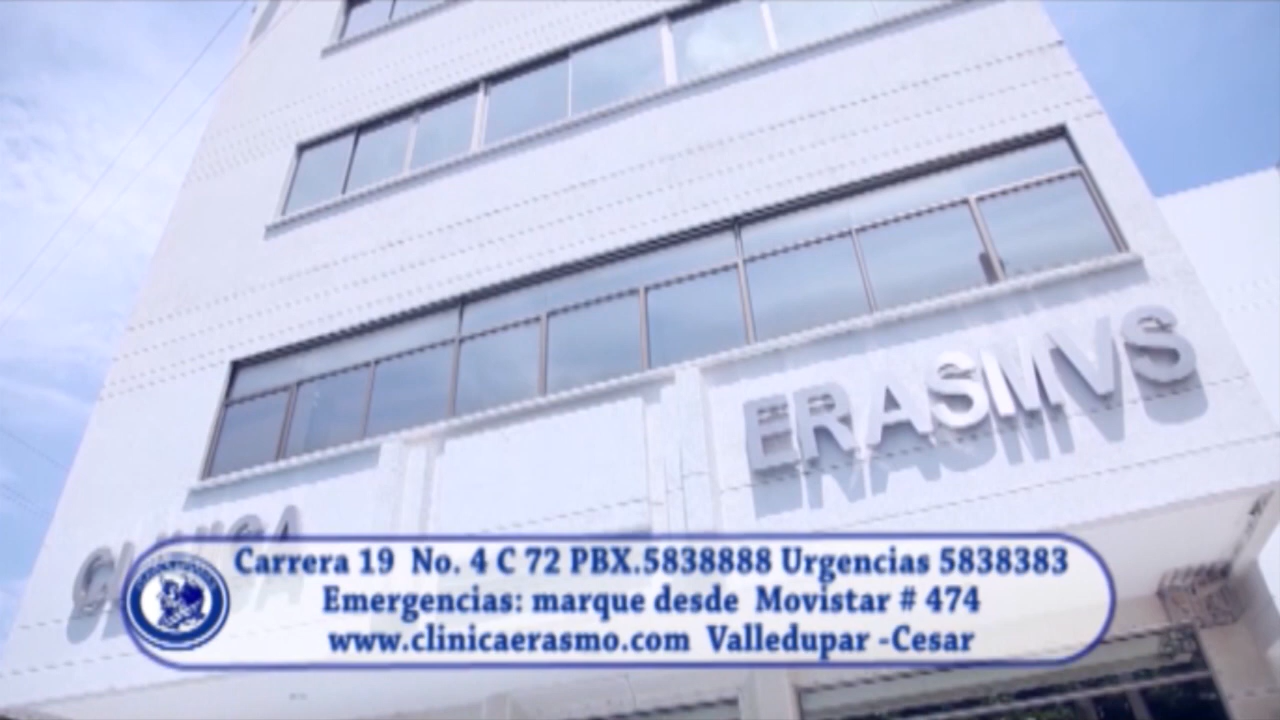 ERASMVS
CLINICA
Carrera 19 No. 4 C 72 PBX.5838888 Urgencias 5838383
Emergencias: marque desde Movistar # 474
www.clinicaerasmo.com Valledupar -Cesar